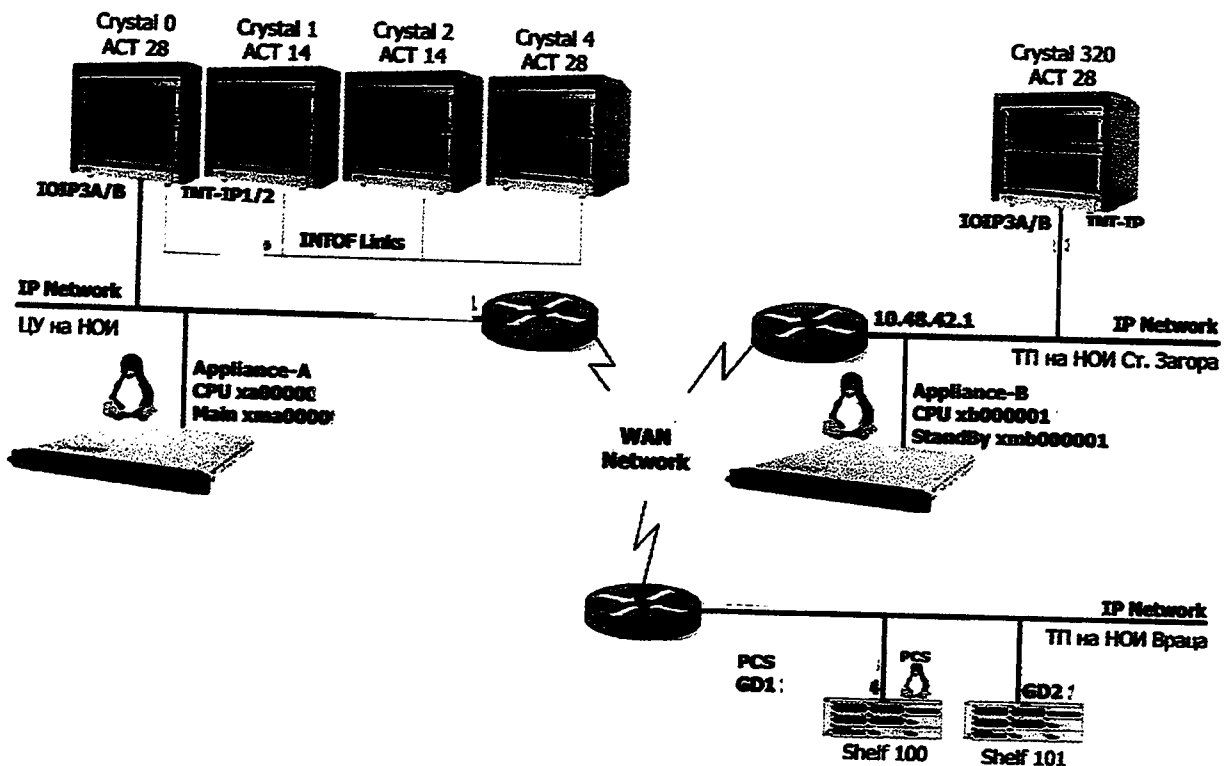 Crystal 0
ACT 28
Crystal 1
ACT 14
Crystal 2
ACT 14
Crystal 4
ACT 28
Crystal 320
ACT 28
IOIP3A/B
TMT-IP1/2
INTOF Links
IOIP3A/B
TMT-IP
IP Network
ЦУ на НОИ
10.48.42.1
IP Network
ТП на НОИ Ст. Загора
Appliance-A
CPU
Main
Appliance-B
CPU xb000001
StandBy xmb000001
WAN
Network
IP Network
ТП на НОИ Враца
PCS
GD1
PCS
GD2
Shelf 100
Shelf 101